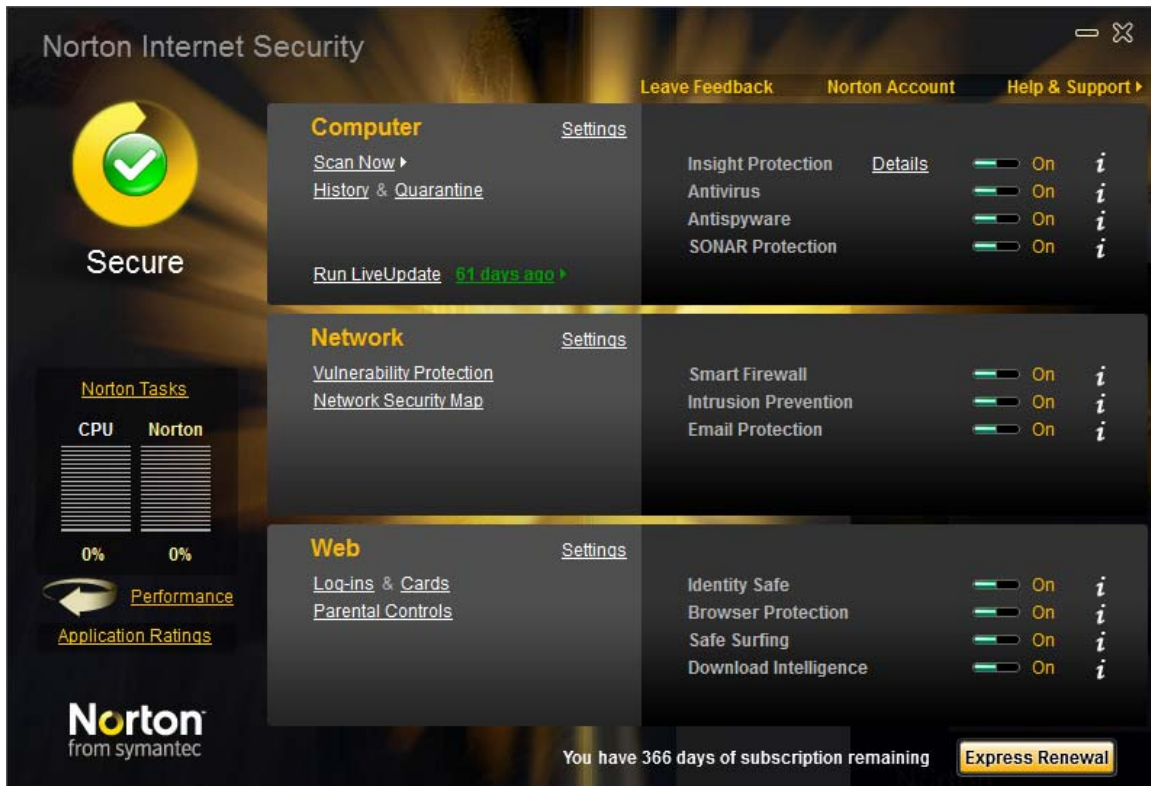 Norton Internet Security
Leave Feedback Norton Account Help & Support
Secure
Computer Settings
Scan Now
History & Quarantine
Run LiveUpdate 61 days ago
Insight Protection Details On i
Antivirus On i
Antispyware On i
SONAR Protection On i
Network Settings
Vulnerability Protection
Network Security Map
Smart Firewall On i
Intrusion Prevention On i
Email Protection On i
Norton Tasks
CPU Norton
0% 0%
Performance
Application Ratings
Web Settings
Log-ins & Cards
Parental Controls
Identity Safe On i
Browser Protection On i
Safe Surfing On i
Download Intelligence On i
Norton
from symantec
You have 366 days of subscription remaining Express Renewal